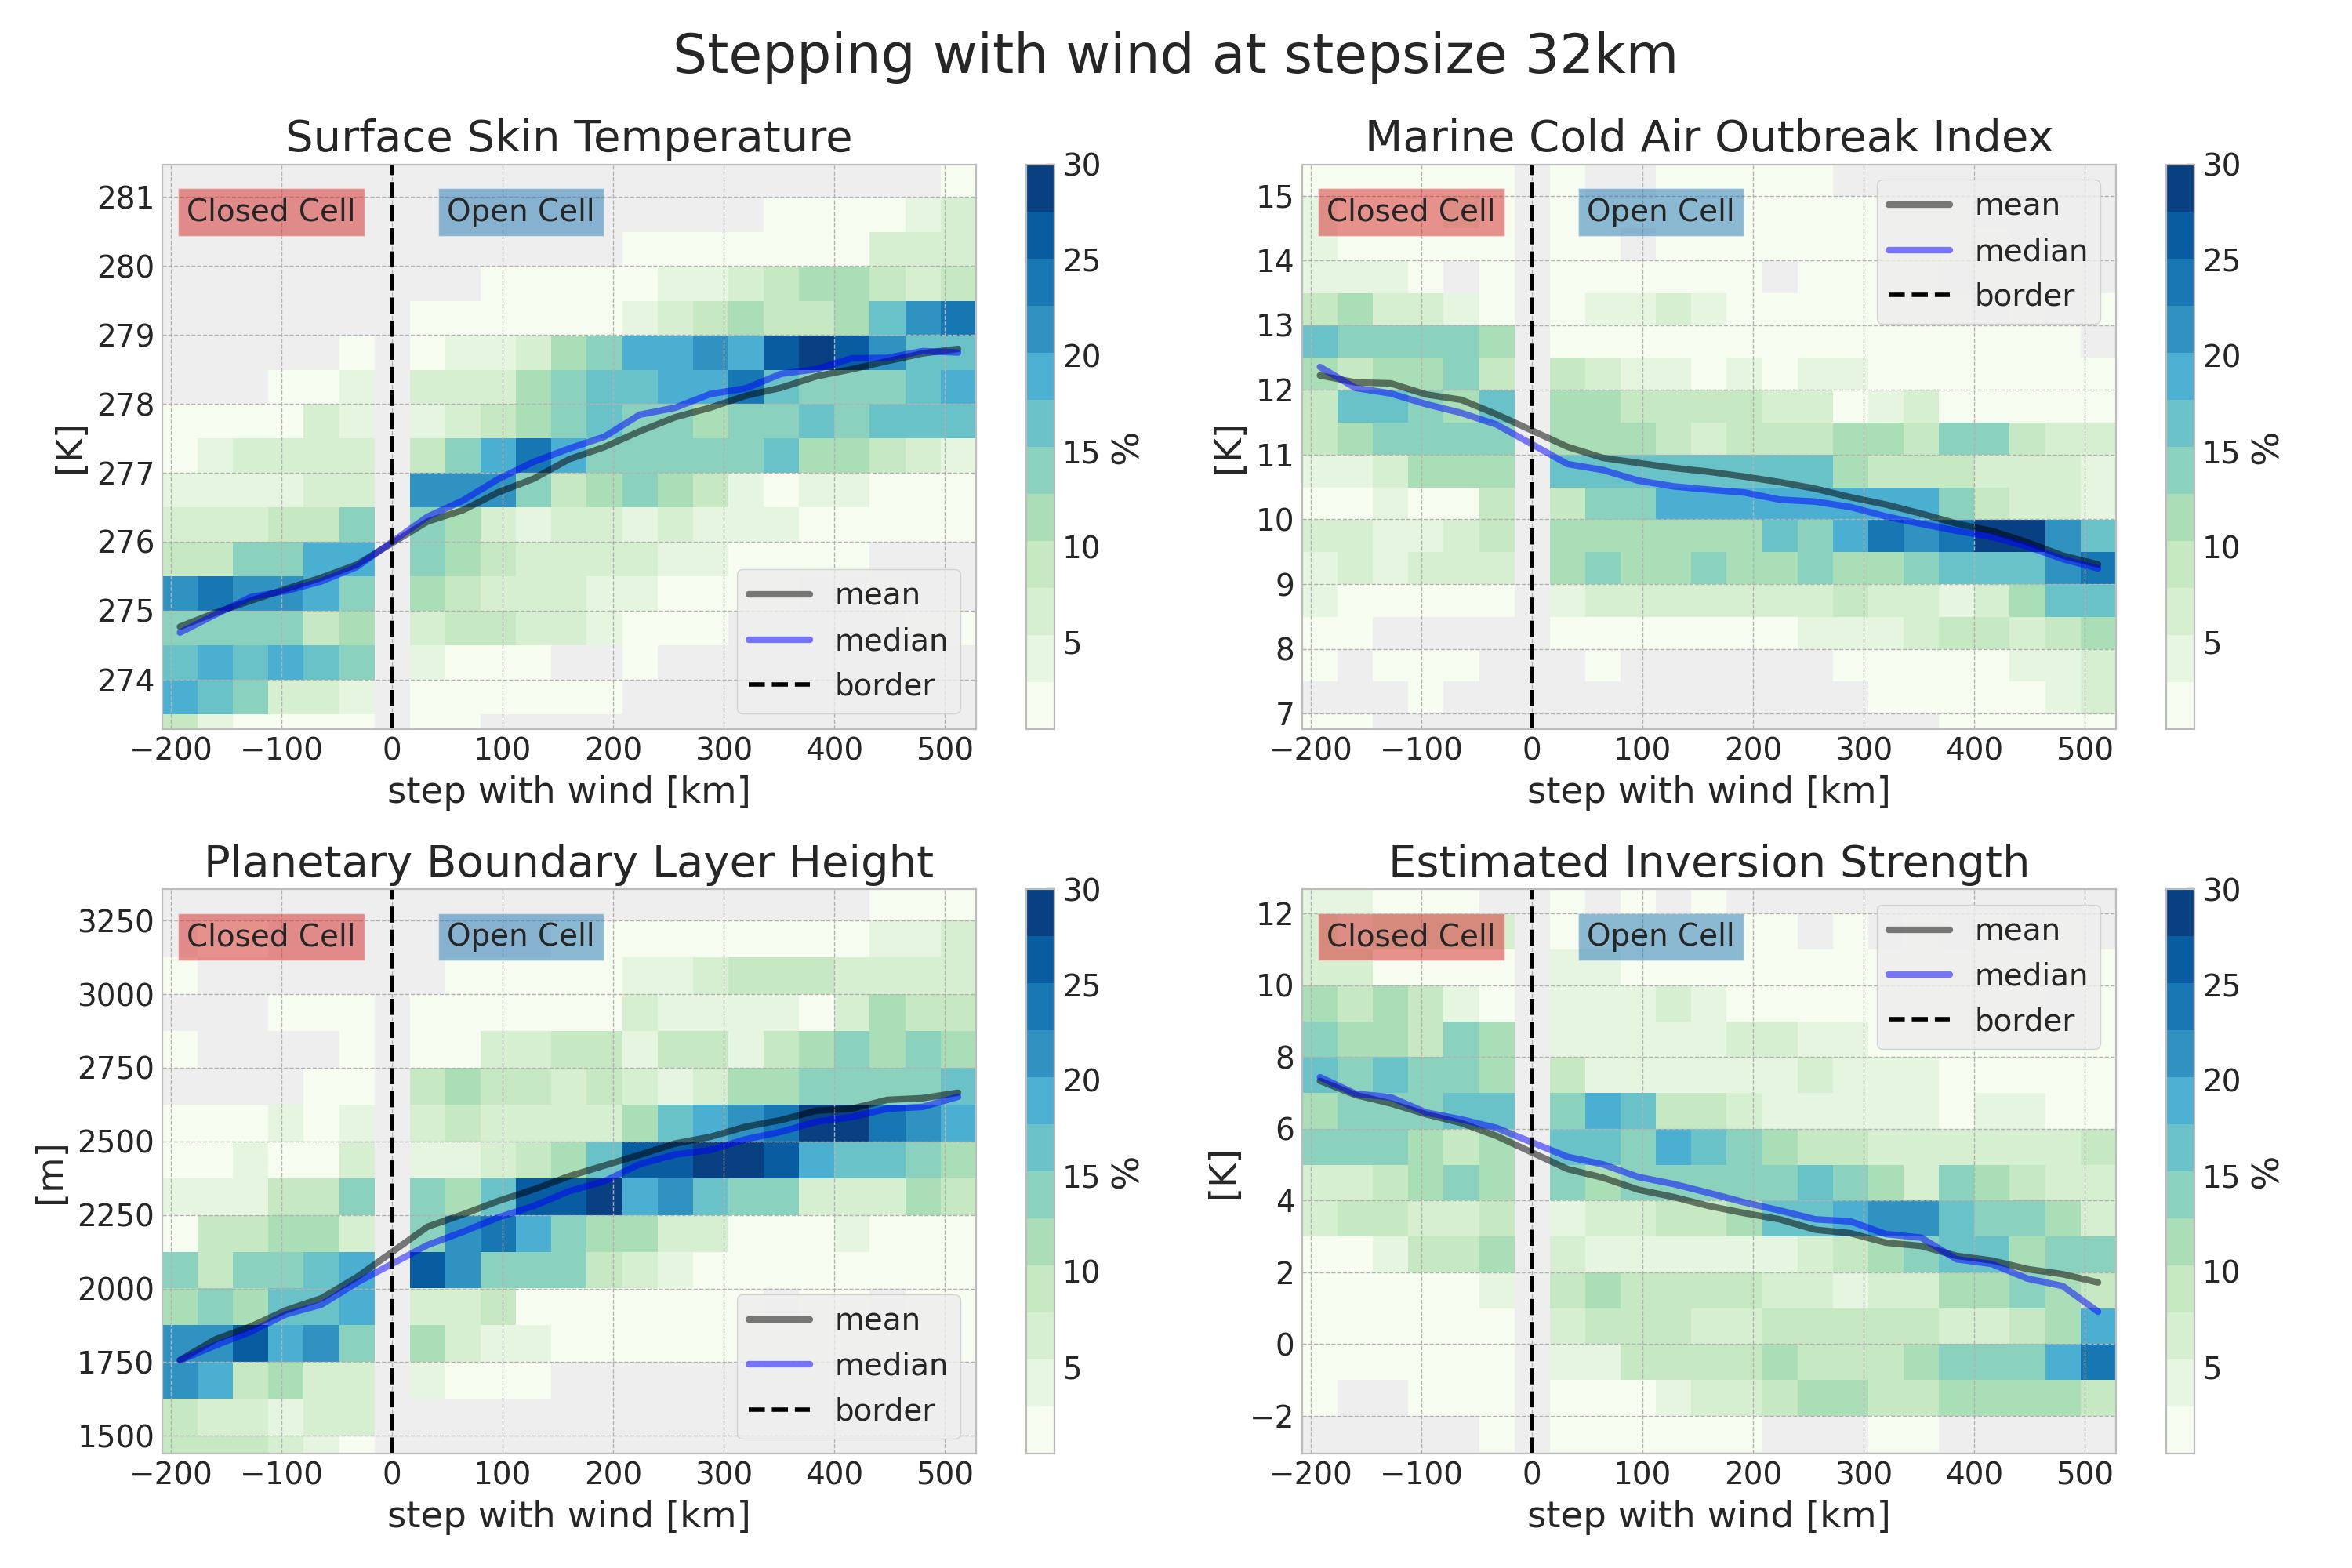 Stepping with wind at stepsize 32km
Surface Skin Temperature
Closed Cell
Open Cell
281
280
279
278
277
276
275
274
[K]
mean
median
border
−200 −100 0 100 200 300 400 500
step with wind [km]
30
25
20
15
10
5
%
Marine Cold Air Outbreak Index
Closed Cell
Open Cell
mean
median
border
15
14
13
12
11
10
9
8
7
[K]
−200 −100 0 100 200 300 400 500
step with wind [km]
30
25
20
15
10
5
%
Planetary Boundary Layer Height
Closed Cell
Open Cell
3250
3000
2750
2500
2250
2000
1750
1500
[m]
mean
median
border
−200 −100 0 100 200 300 400 500
step with wind [km]
30
25
20
15
10
5
%
Estimated Inversion Strength
Closed Cell
Open Cell
mean
median
border
12
10
8
6
4
2
0
−2
[K]
−200 −100 0 100 200 300 400 500
step with wind [km]
30
25
20
15
10
5
%